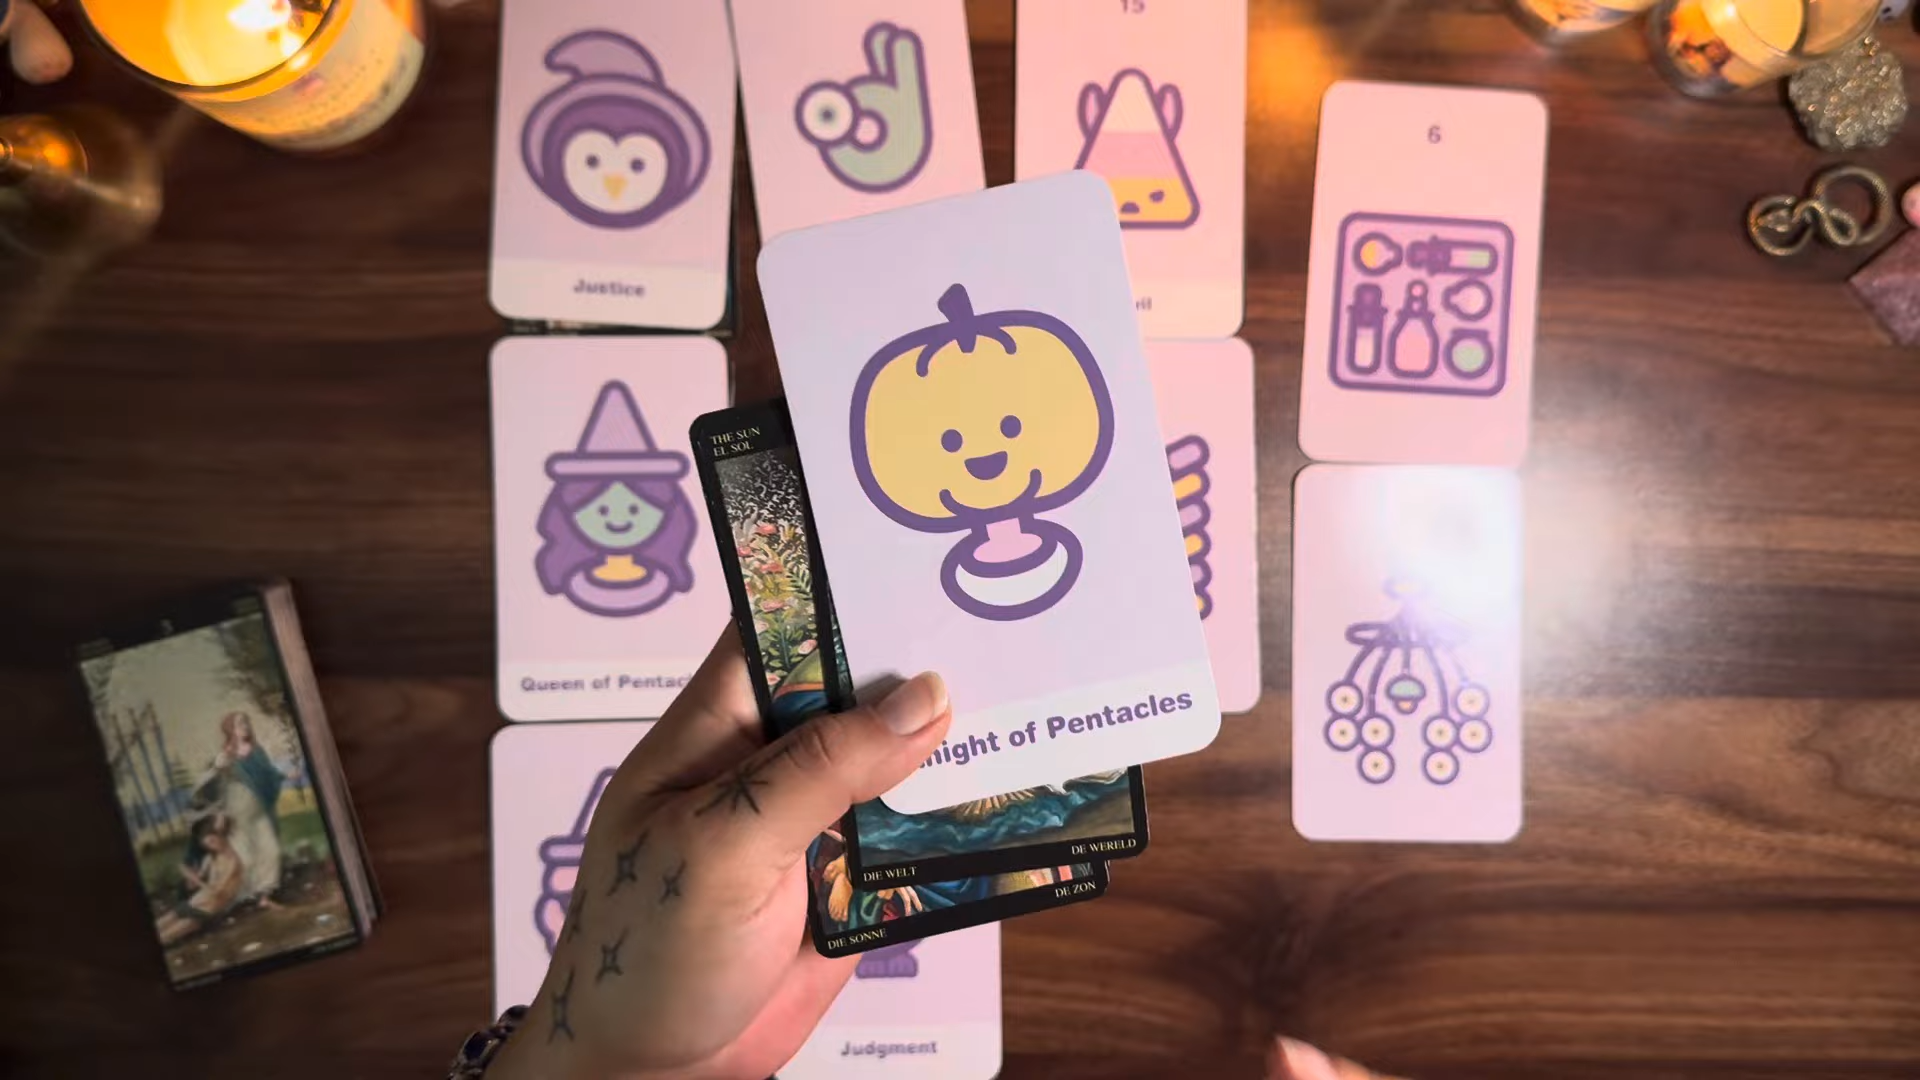 15
6
Justice
ril
THE SUN
EL SOL
Queen of Pentac
night of Pentacles
DIE WELT
DE WERELD
DIE SONNE
DE ZON
Judgment